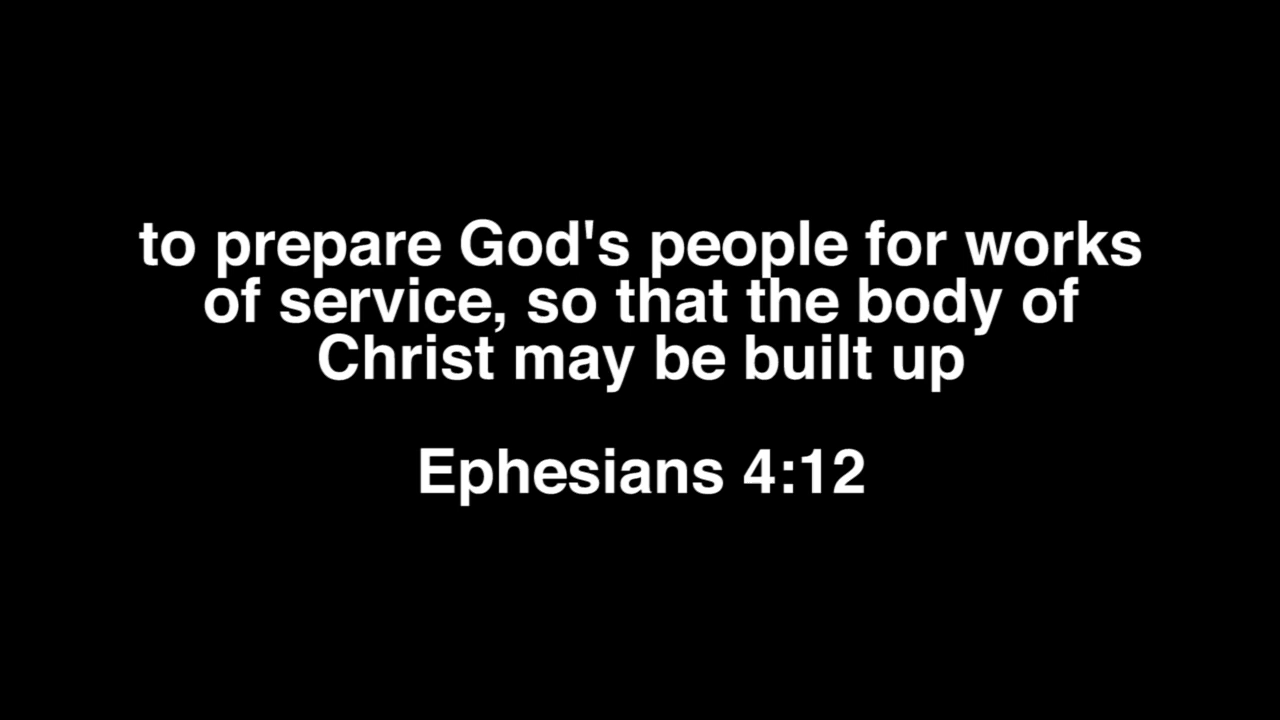 to prepare God's people for works
of service, so that the body of
Christ may be built up
Ephesians 4:12